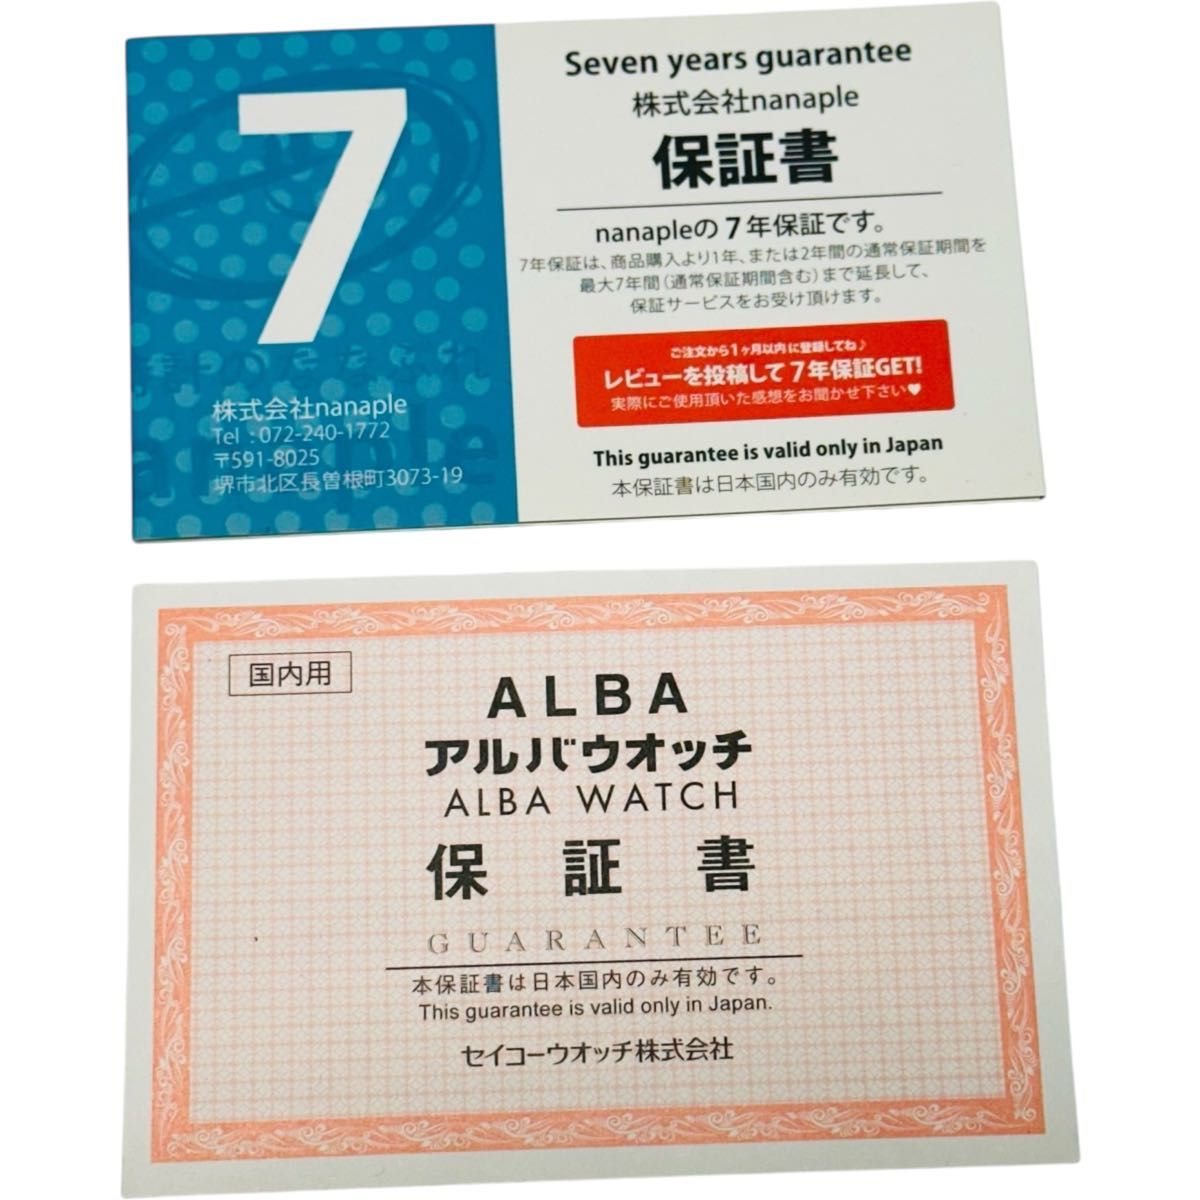 7
株式会社nanaple
Tel : 072-240-1772
〒591-8025
堺市北区長曽根町3073-19
Seven years guarantee
株式会社nanaple
保証書
nanapleの7年保証です。
7年保証は、商品購入より1年、または2年間の通常保証期間を
最大7年間（通常保証期間含む）まで延長して、
保証サービスをお受け頂けます。
ご注文から1ヶ月以内に登録してね♪
レビューを投稿して7年保証GET!
実際にご使用頂いた感想をお聞かせ下さい♥
This guarantee is valid only in Japan
本保証書は日本国内のみ有効です。
国内用
ALBA
アルバウオッチ
ALBA WATCH
保証書
GUARANTEE
本保証書は日本国内のみ有効です。
This guarantee is valid only in Japan.
セイコーウオッチ株式会社